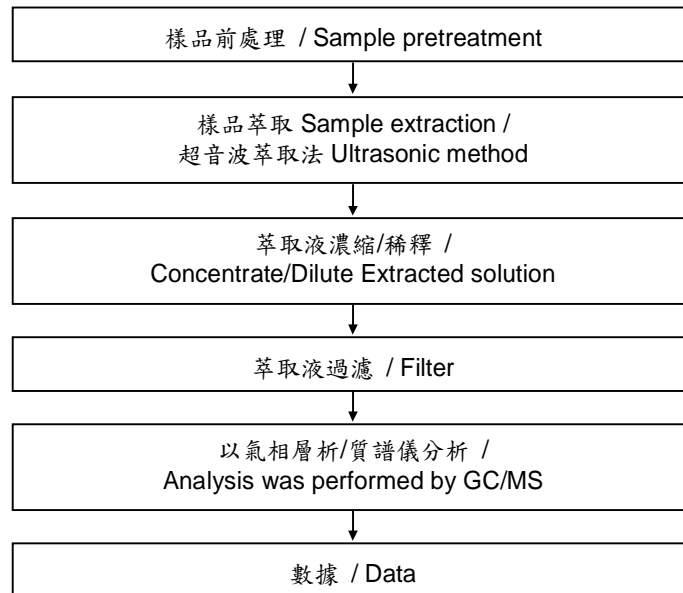 樣品前處理 / Sample pretreatment
樣品萃取 Sample extraction /
超音波萃取法 Ultrasonic method
萃取液濃縮/稀釋 /
Concentrate/Dilute Extracted solution
萃取液過濾 / Filter
以氣相層析/質譜儀分析 /
Analysis was performed by GC/MS
數據 / Data